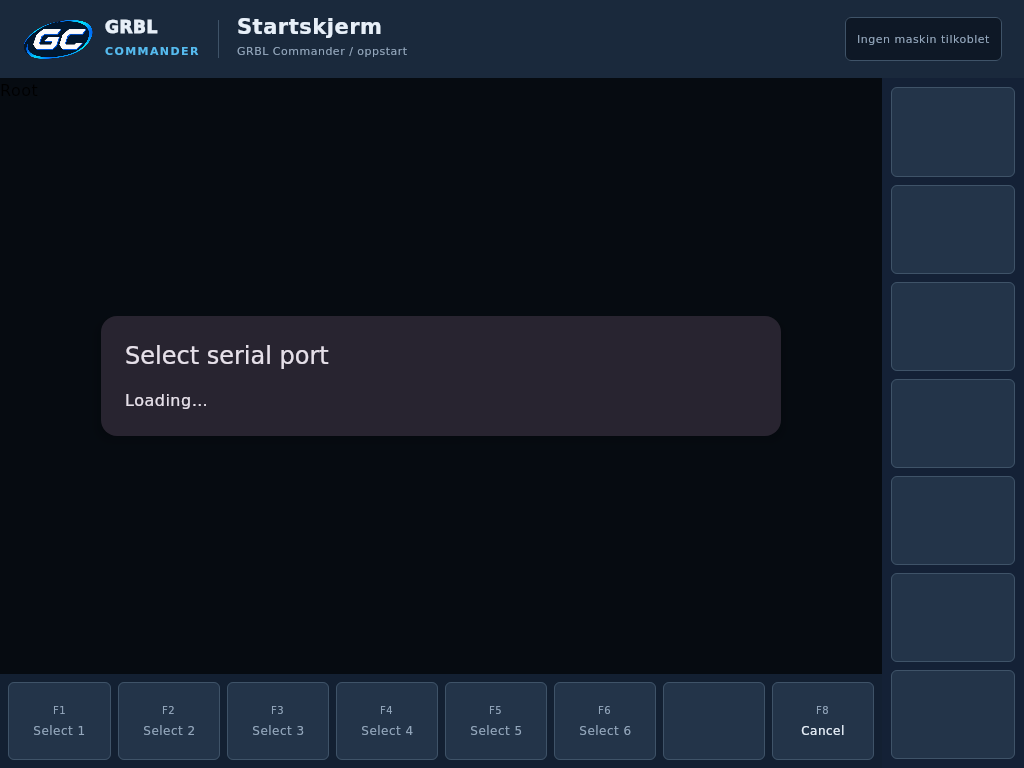 GC
GRBL
COMMANDER
Startskjerm
GRBL Commander / oppstart
Ingen maskin tilkoblet
Root
Select serial port
Loading...
F1
Select 1
F2
Select 2
F3
Select 3
F4
Select 4
F5
Select 5
F6
Select 6
F8
Cancel